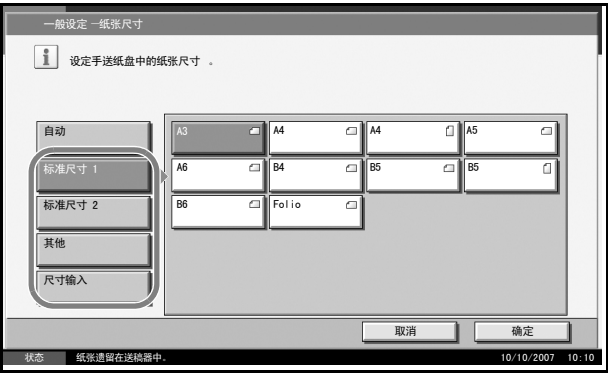 一般设定 －纸张尺寸
设定手送纸盘中的纸张尺寸 。
自动
标准尺寸 1
标准尺寸 2
其他
尺寸输入
A3 A4 A4 A5
A6 B4 B5 B5
B6 Folio
取消 确定
状态 纸张遗留在送稿器中. 10/10/2007 10:10